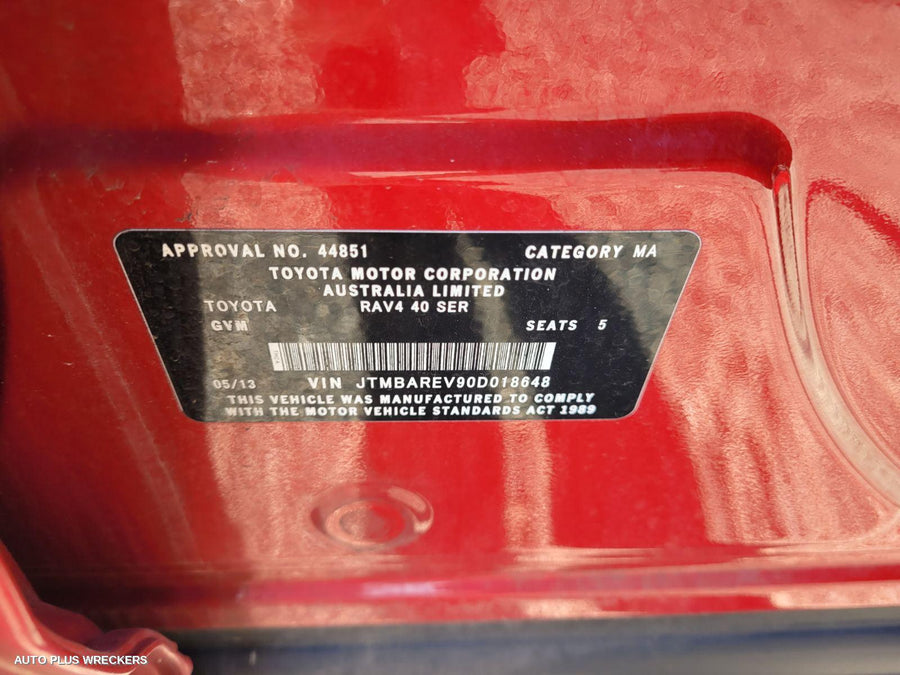 APPROVAL NO. 44851 CATEGORY MA
TOYOTA MOTOR CORPORATION
AUSTRALIA LIMITED
TOYOTA RAV4 40 SER
GVM SEATS 5
05/13 VIN JTMBAREV90D018648
THIS VEHICLE WAS MANUFACTURED TO COMPLY
WITH THE MOTOR VEHICLE STANDARDS ACT 1989
AUTO PLUS WRECKERS